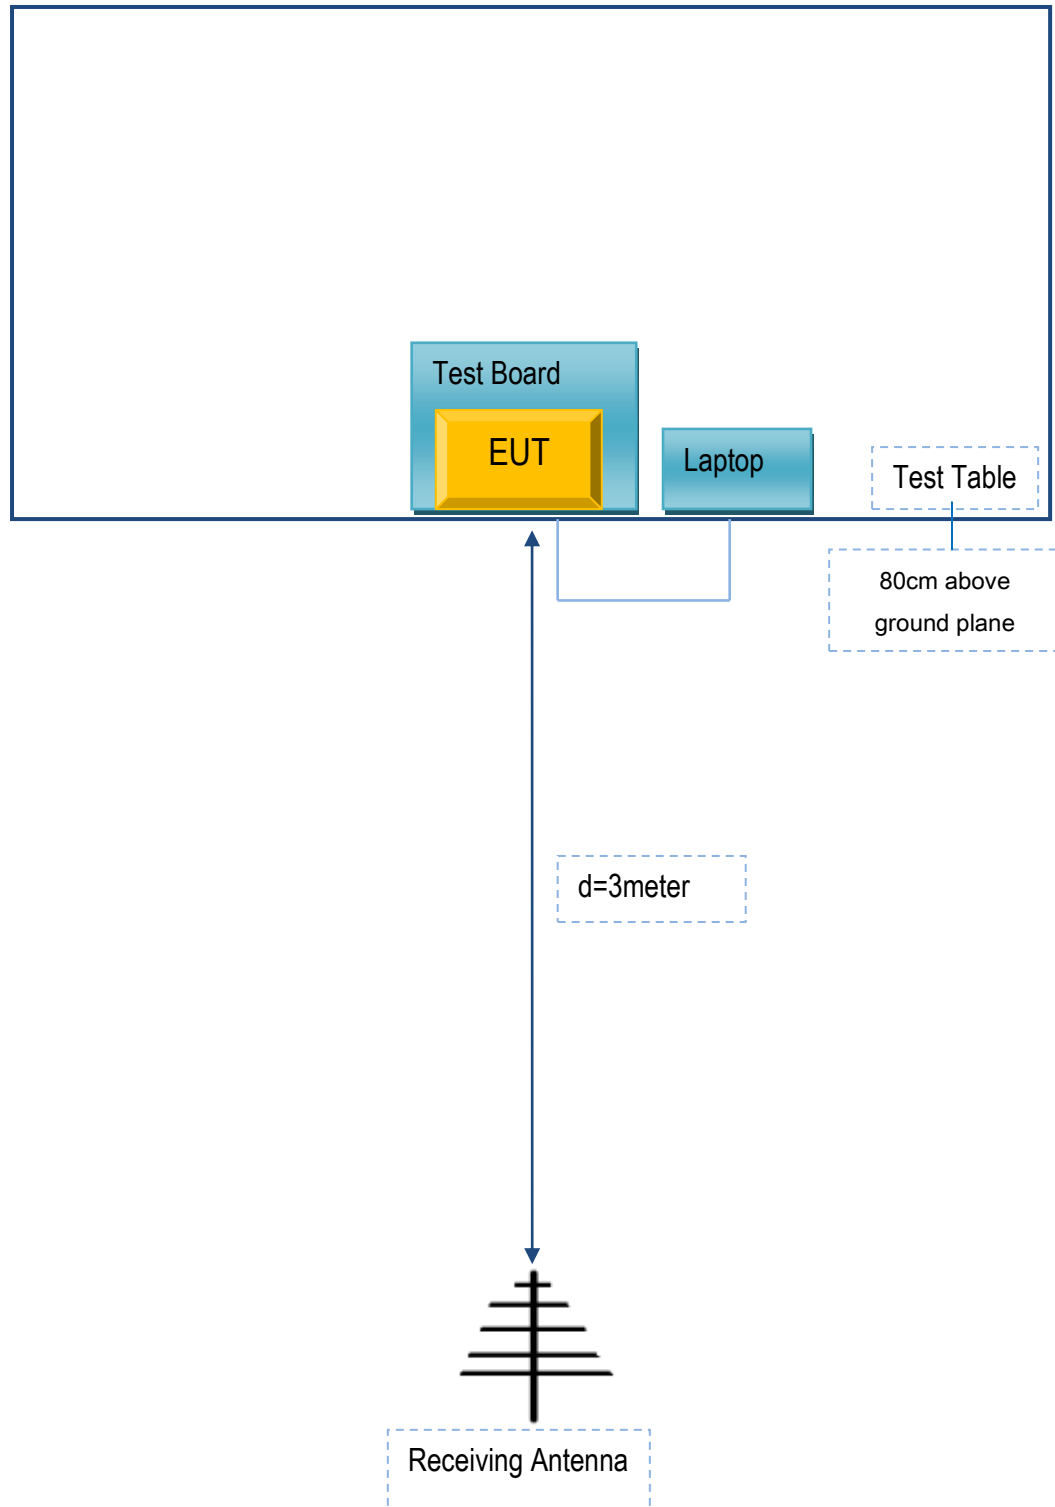 Test Board
EUT
Laptop
Test Table
80cm above
ground plane
d=3meter
Receiving Antenna